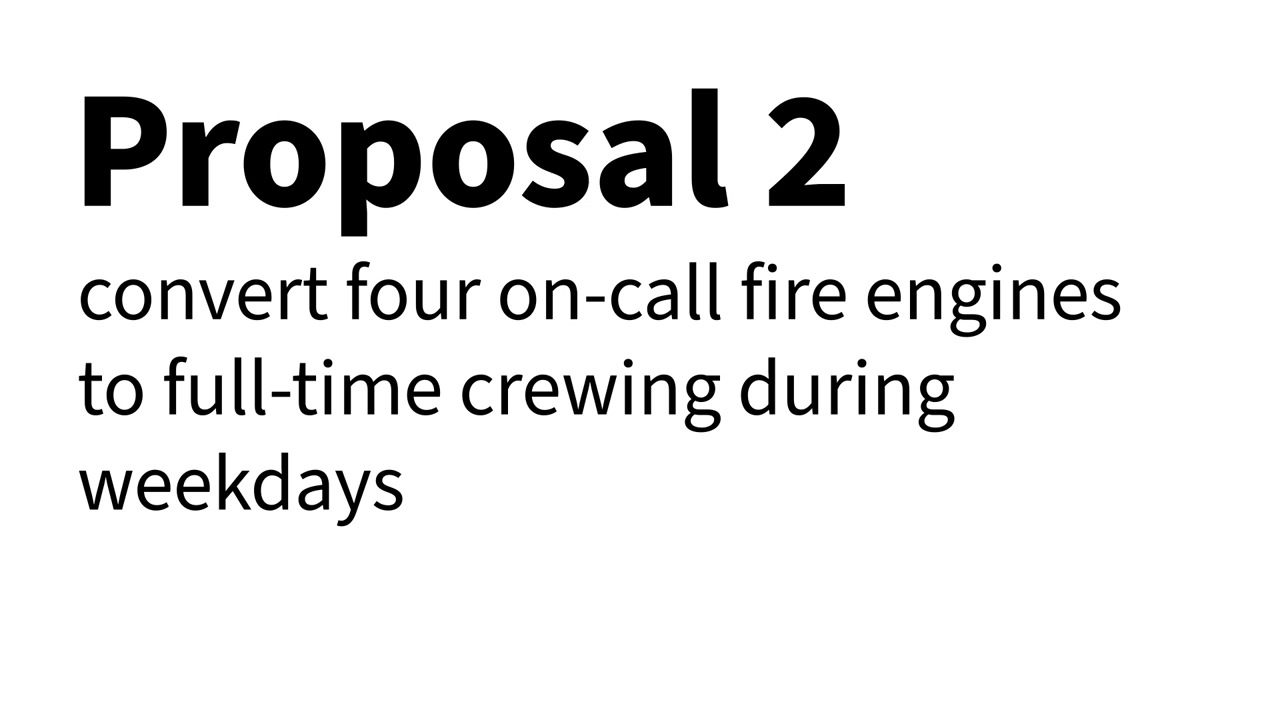 Proposal 2
convert four on-call fire engines
to full-time crewing during
weekdays